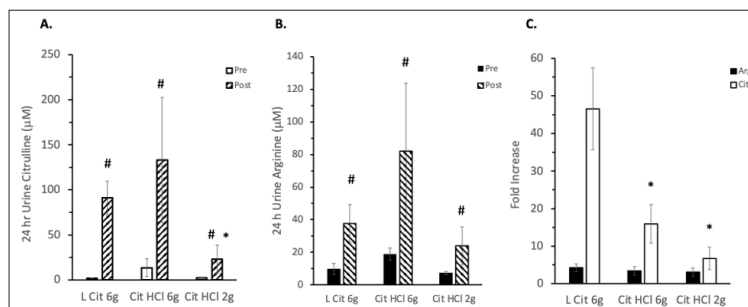 A.
250
200
150
100
50
0
24 hr Urine Citrulline (μM)
Pre
Post
#
#
# *
L Cit 6g Cit HCl 6g Cit HCl 2g
B.
140
120
100
80
60
40
20
0
24 h Urine Arginine (μM)
Pre
Post
#
#
#
L Cit 6g Cit HCl 6g Cit HCl 2g
C.
60
50
40
30
20
10
0
Fold Increase
Cit
*
*
L Cit 6g Cit HCl 6g Cit HCl 2g